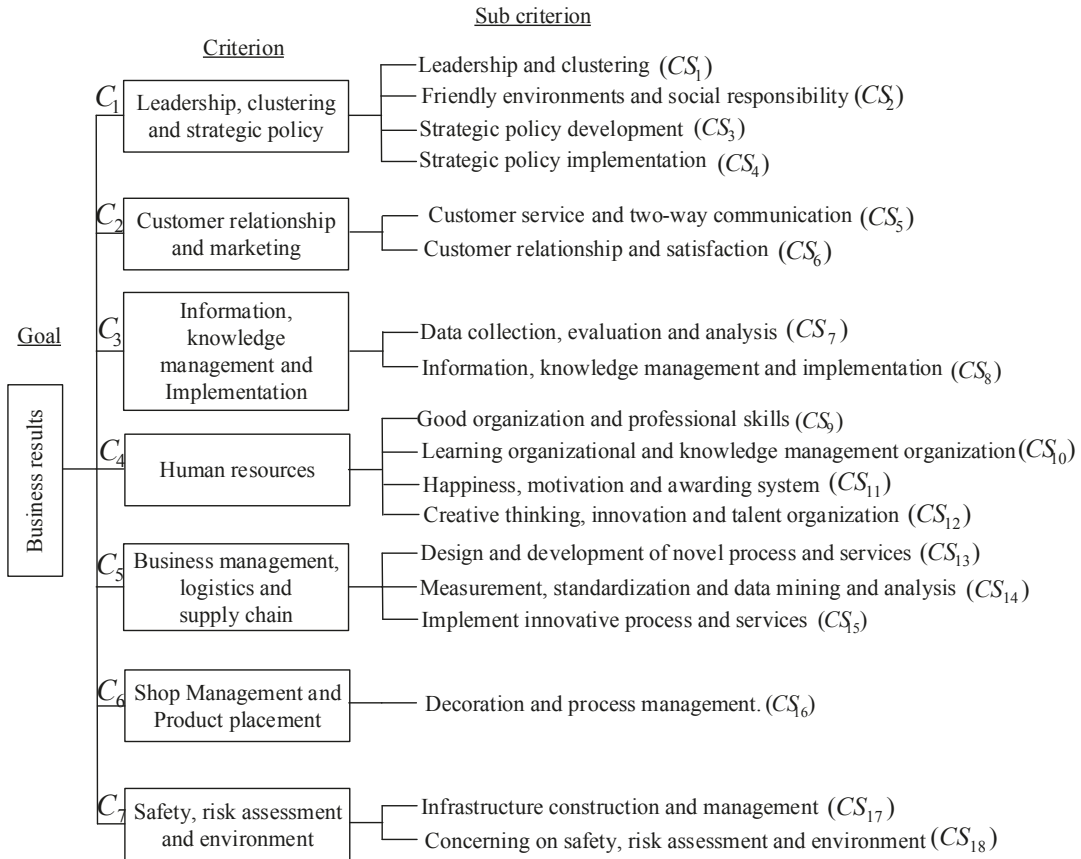 Sub criterion
Criterion
Goal
Business results
C₁
Leadership, clustering
and strategic policy
Leadership and clustering (CS₁)
Friendly environments and social responsibility (CS₂)
Strategic policy development (CS₃)
Strategic policy implementation (CS₄)
C₂
Customer relationship
and marketing
Customer service and two-way communication (CS₅)
Customer relationship and satisfaction (CS₆)
C₃
Information,
knowledge
management and
Implementation
Data collection, evaluation and analysis (CS₇)
Information, knowledge management and implementation (CS₈)
C₄
Human resources
Good organization and professional skills (CS₉)
Learning organizational and knowledge management organization (CS₁₀)
Happiness, motivation and awarding system (CS₁₁)
Creative thinking, innovation and talent organization (CS₁₂)
C₅
Business management,
logistics and
supply chain
Design and development of novel process and services (CS₁₃)
Measurement, standardization and data mining and analysis (CS₁₄)
Implement innovative process and services (CS₁₅)
C₆
Shop Management and
Product placement
Decoration and process management. (CS₁₆)
C₇
Safety, risk assessment
and environment
Infrastructure construction and management (CS₁₇)
Concerning on safety, risk assessment and environment (CS₁₈)